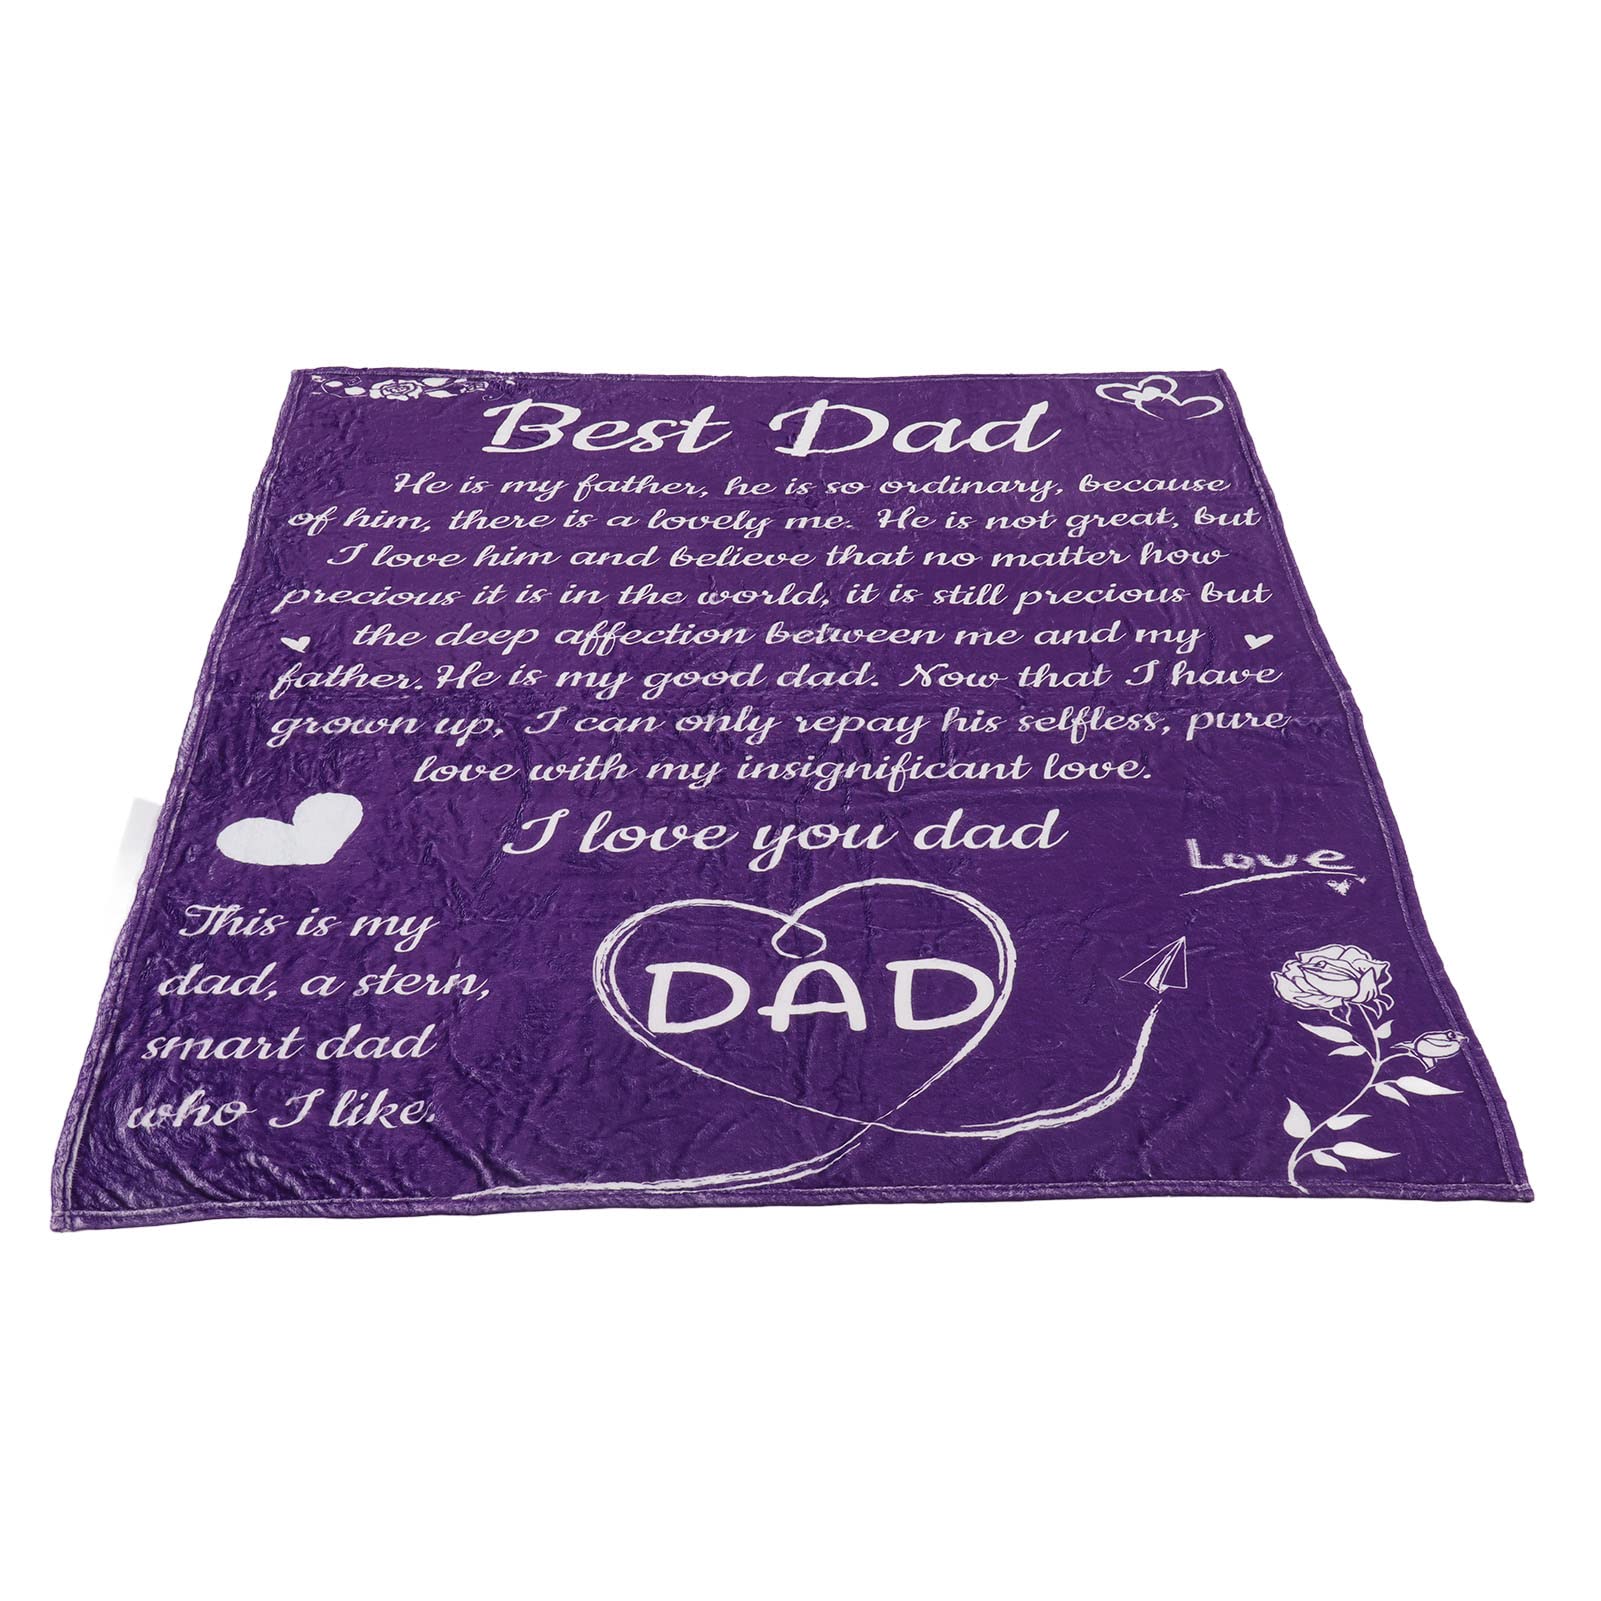 Best Dad
He is my father, he is so ordinary, because
of him, there is a lovely me. He is not great, but
I love him and believe that no matter how
precious it is in the world, it is still precious but
the deep affection between me and my
father. He is my good dad. Now that I have
grown up, I can only repay his selfless, pure
love with my insignificant love.
I love you dad
Love
This is my
dad, a stern,
smart dad
who I like.
DAD